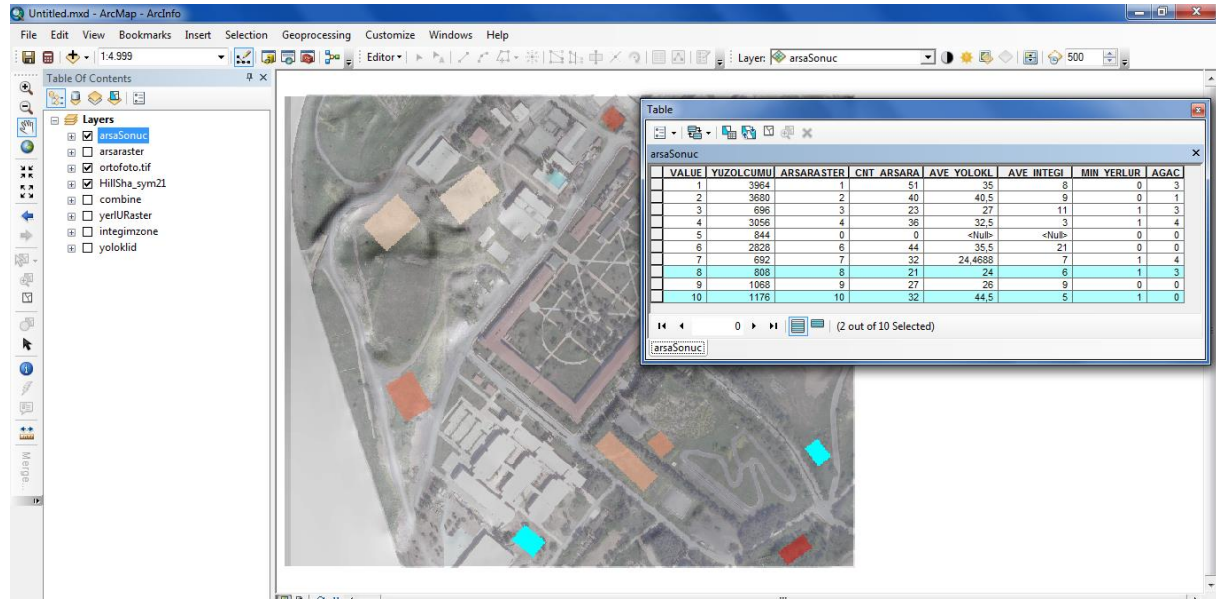 Untitled.mxd - ArcMap - ArcInfo
File Edit View Bookmarks Insert Selection Geoprocessing Customize Windows Help
1:4.999 Editor Layer: arsaSonuc 500
Table Of Contents
Layers
arsaSonuc
arsaraster
ortofoto.tif
HillSha_sym21
combine
yerlURaster
integimzone
yoloklid
Merge...
Table
arsaSonuc
VALUE YUZOLCUMU ARSARASTER CNT_ARSARA AVE_YOLOKL AVE_INTEGI MIN_YERLUR AGAC
1 3964 1 51 35 8 0 3
2 3680 2 40 40,5 9 0 1
3 696 3 23 27 11 1 3
4 3056 4 36 32,5 3 1 4
5 844 0 0 <Null> <Null> 0 0
6 2828 6 44 35,5 21 0 0
7 692 7 32 24,4688 7 1 4
8 808 8 21 24 6 1 3
9 1068 9 27 26 9 0 0
10 1176 10 32 44,5 5 1 0
0 (2 out of 10 Selected)
arsaSonuc